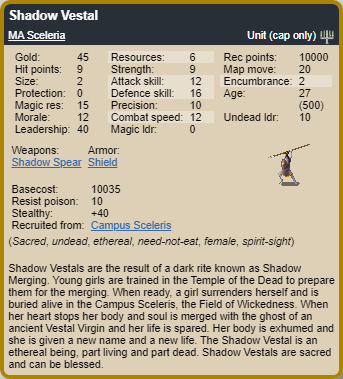 Shadow Vestal
MA Sceleria Unit (cap only)
Gold: 45 Resources: 6 Rec points: 10000
Hit points: 9 Strength: 9 Map move: 20
Size: 2 Attack skill: 12 Encumbrance: 2
Protection: 0 Defence skill: 16 Age: 27
Magic res: 15 Precision: 10 (500)
Morale: 12 Combat speed: 12 Undead ldr: 10
Leadership: 40 Magic ldr: 0
Weapons: Armor:
Shadow Spear Shield
Basecost: 10035
Resist poison: 10
Stealthy: +40
Recruited from: Campus Sceleris
(Sacred, undead, ethereal, need-not-eat, female, spirit-sight)
Shadow Vestals are the result of a dark rite known as Shadow
Merging. Young girls are trained in the Temple of the Dead to prepare
them for the merging. When ready, a girl surrenders herself and is
buried alive in the Campus Sceleris, the Field of Wickedness. When
her heart stops her body and soul is merged with the ghost of an
ancient Vestal Virgin and her life is spared. Her body is exhumed and
she is given a new name and a new life. The Shadow Vestal is an
ethereal being, part living and part dead. Shadow Vestals are sacred
and can be blessed.